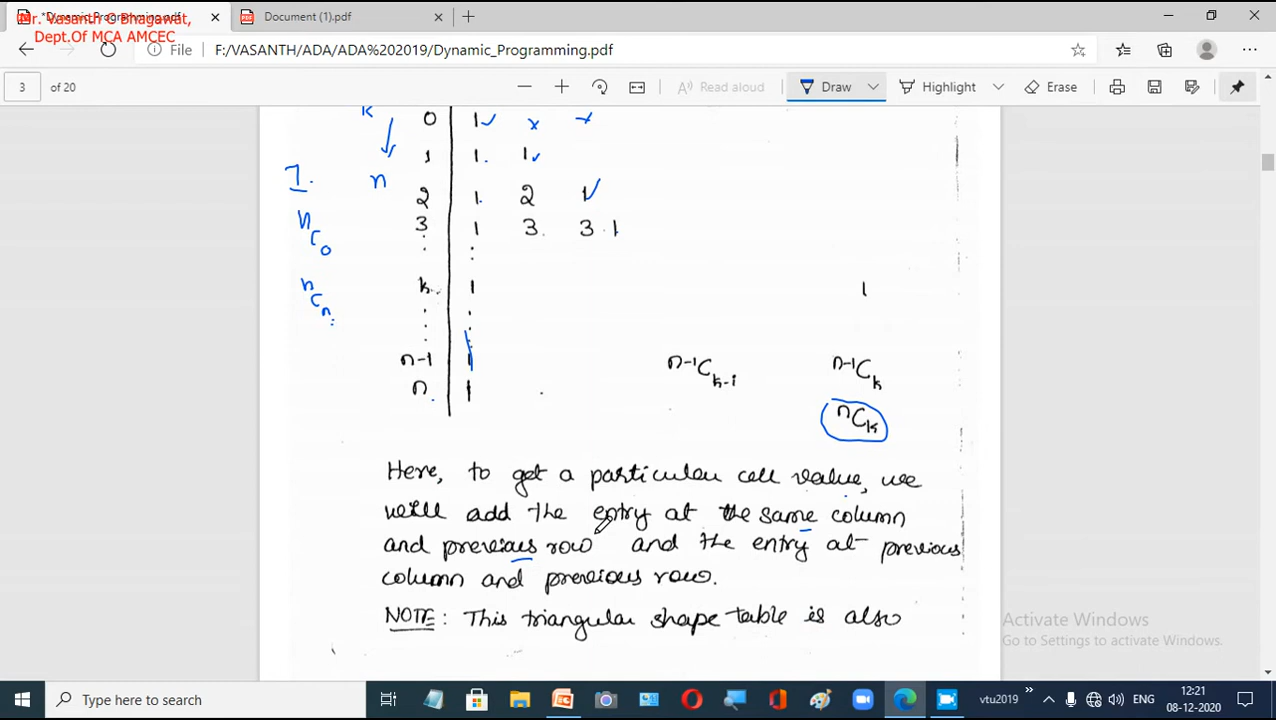 *Dynamic_Programming.pdf
Document (1).pdf
Dr. Vasanth G Bhagawat,
Dept.Of MCA AMCEC
File F:/VASANTH/ADA/ADA%202019/Dynamic_Programming.pdf
3 of 20
Read aloud
Draw
Highlight
Erase
k
0 1 x x
1 1 1
1.
n
2 1 2 1
3 1 3 3 1
nC0
k 1 1
nCn
n-1 1 n-1Ck-1 n-1Ck
n 1 nCk
Here, to get a particular cell value, we
will add the entry at the same column
and previous row and the entry at previous
column and previous row.
NOTE: This triangular shape table is also
Activate Windows
Go to Settings to activate Windows.
Type here to search
vtu2019
ENG
12:21
08-12-2020